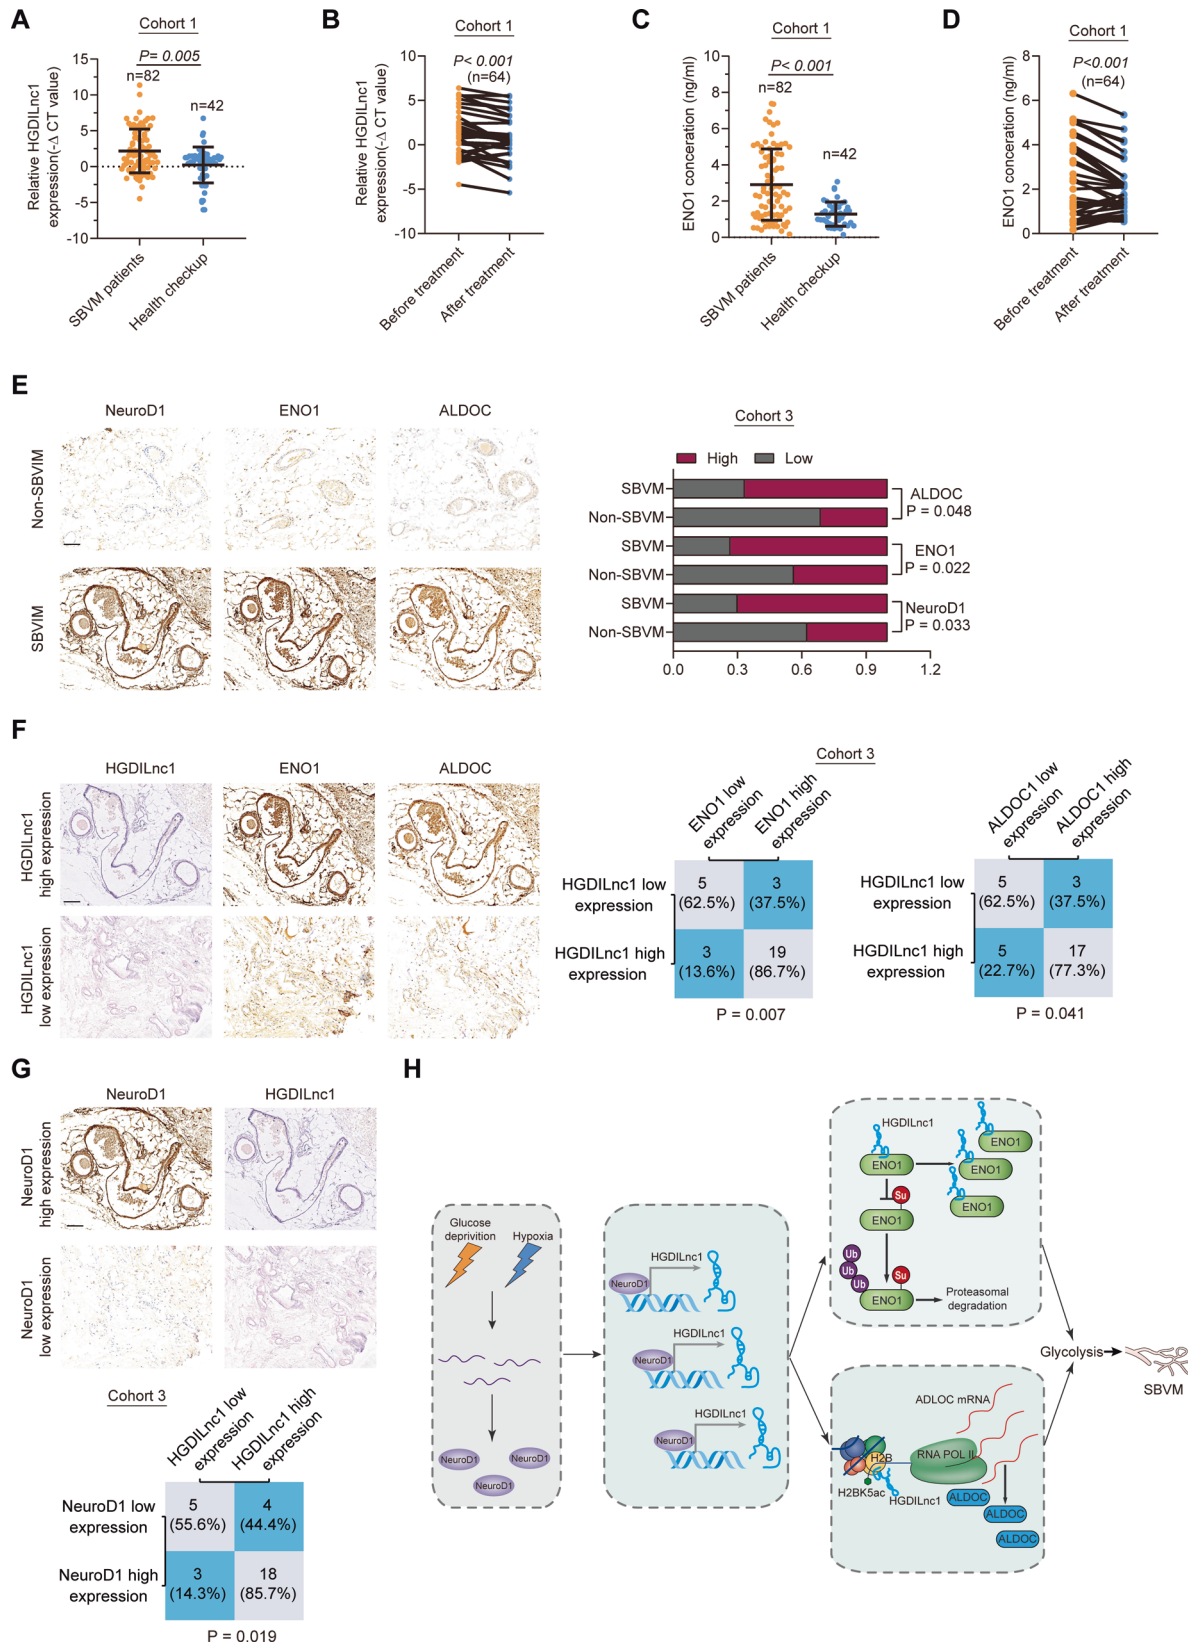 A
Cohort 1
P= 0.005
n=82
n=42
Relative HGDILnc1
expression(-Δ CT value)
15
10
5
0
-5
-10
SBVM patients
Health checkup
B
Cohort 1
P< 0.001
(n=64)
Relative HGDILnc1
expression(-Δ CT value)
10
5
0
-5
-10
Before treatment
After treatment
C
Cohort 1
P< 0.001
n=82
n=42
ENO1 conceration (ng/ml)
10
8
6
4
2
0
SBVM patients
Health checkup
D
Cohort 1
P<0.001
(n=64)
ENO1 conceration (ng/ml)
8
6
4
2
0
Before treatment
After treatment
E
NeuroD1
ENO1
ALDOC
Non-SBVIM
SBVIM
Cohort 3
High
Low
SBVM
Non-SBVM
SBVM
Non-SBVM
SBVM
Non-SBVM
ALDOC
P = 0.048
ENO1
P = 0.022
NeuroD1
P = 0.033
0.0
0.3
0.6
0.9
1.2
F
HGDILnc1
ENO1
ALDOC
HGDILnc1
high expression
HGDILnc1
low expression
Cohort 3
ENO1 low
expression
ENO1 high
expression
HGDILnc1 low
expression
5
(62.5%)
3
(37.5%)
HGDILnc1 high
expression
3
(13.6%)
19
(86.7%)
P = 0.007
ALDOC1 low
expression
ALDOC1 high
expression
HGDILnc1 low
expression
5
(62.5%)
3
(37.5%)
HGDILnc1 high
expression
5
(22.7%)
17
(77.3%)
P = 0.041
G
NeuroD1
HGDILnc1
NeuroD1
high expression
NeuroD1
low expression
Cohort 3
HGDILnc1 low
expression
HGDILnc1 high
expression
NeuroD1 low
expression
5
(55.6%)
4
(44.4%)
NeuroD1 high
expression
3
(14.3%)
18
(85.7%)
P = 0.019
H
Glucose
deprivition
Hypoxia
NeuroD1
NeuroD1
NeuroD1
HGDILnc1
NeuroD1
HGDILnc1
NeuroD1
HGDILnc1
NeuroD1
HGDILnc1
ENO1
ENO1
ENO1
ENO1
Su
ENO1
Ub
Ub
Ub
Su
ENO1
Proteasomal
degradation
Glycolysis
SBVM
ADLOC mRNA
RNA POL II
H2B
H2BK5ac
HGDILnc1
ALDOC
ALDOC
ALDOC